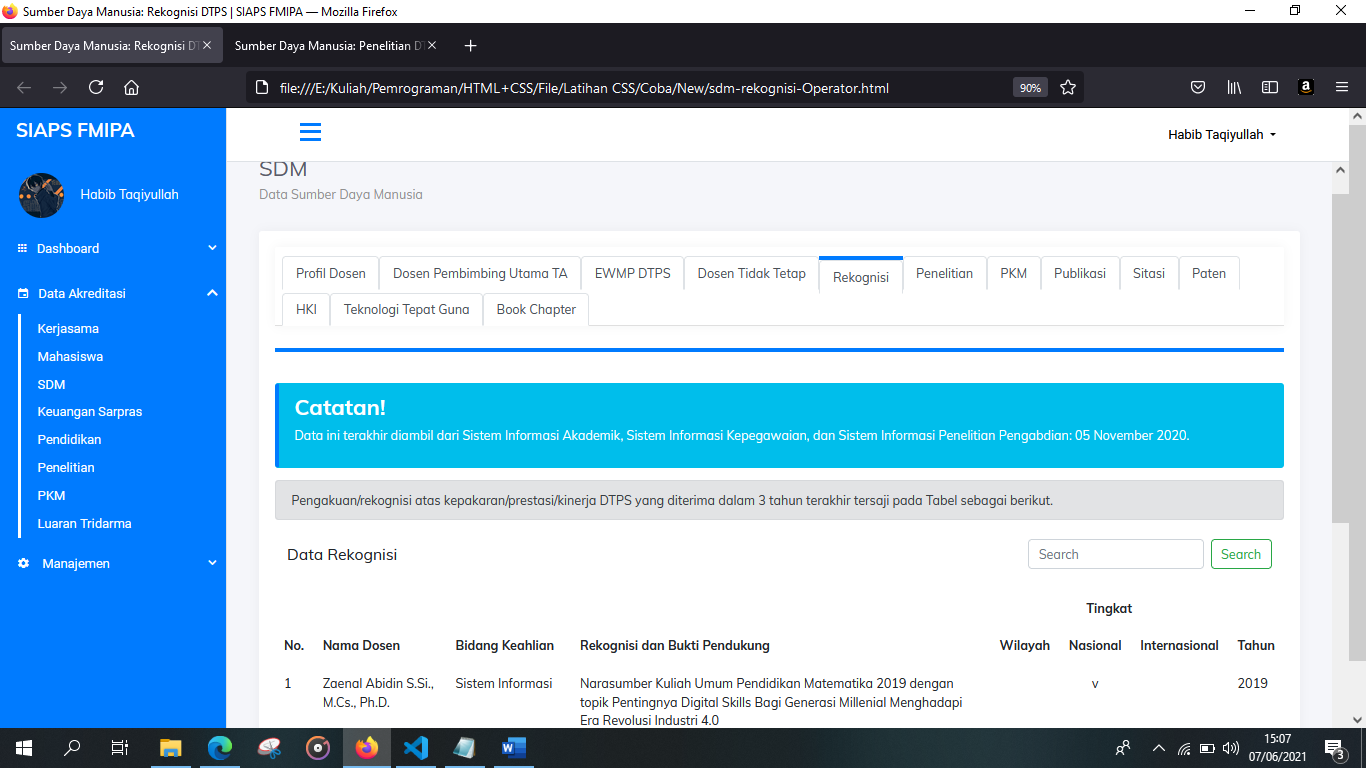 Sumber Daya Manusia: Rekognisi DTPS | SIAPS FMIPA — Mozilla Firefox
Sumber Daya Manusia: Rekognisi DT
Sumber Daya Manusia: Penelitian D
file:///E:/Kuliah/Pemrograman/HTML+CSS/File/Latihan CSS/Coba/New/sdm-rekognisi-Operator.html
90%
SIAPS FMIPA
Habib Taqiyullah
Habib Taqiyullah
Dashboard
Data Akreditasi
Kerjasama
Mahasiswa
SDM
Keuangan Sarpras
Pendidikan
Penelitian
PKM
Luaran Tridarma
Manajemen
SDM
Data Sumber Daya Manusia
Profil Dosen Dosen Pembimbing Utama TA EWMP DTPS Dosen Tidak Tetap Rekognisi Penelitian PKM Publikasi Sitasi Paten
HKI Teknologi Tepat Guna Book Chapter
Catatan!
Data ini terakhir diambil dari Sistem Informasi Akademik, Sistem Informasi Kepegawaian, dan Sistem Informasi Penelitian Pengabdian: 05 November 2020.
Pengakuan/rekognisi atas kepakaran/prestasi/kinerja DTPS yang diterima dalam 3 tahun terakhir tersaji pada Tabel sebagai berikut.
Data Rekognisi Search Search
Tingkat
No. Nama Dosen Bidang Keahlian Rekognisi dan Bukti Pendukung Wilayah Nasional Internasional Tahun
1 Zaenal Abidin S.Si., Sistem Informasi Narasumber Kuliah Umum Pendidikan Matematika 2019 dengan v 2019
M.Cs., Ph.D. topik Pentingnya Digital Skills Bagi Generasi Millenial Menghadapi
Era Revolusi Industri 4.0
15:07
07/06/2021
3